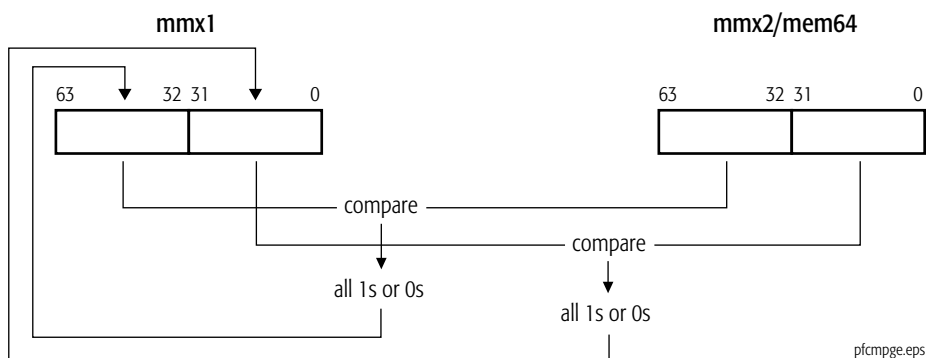 mmx1 mmx2/mem64
63 32 31 0 63 32 31 0
compare
compare
all 1s or 0s
all 1s or 0s
pfcmpge.eps